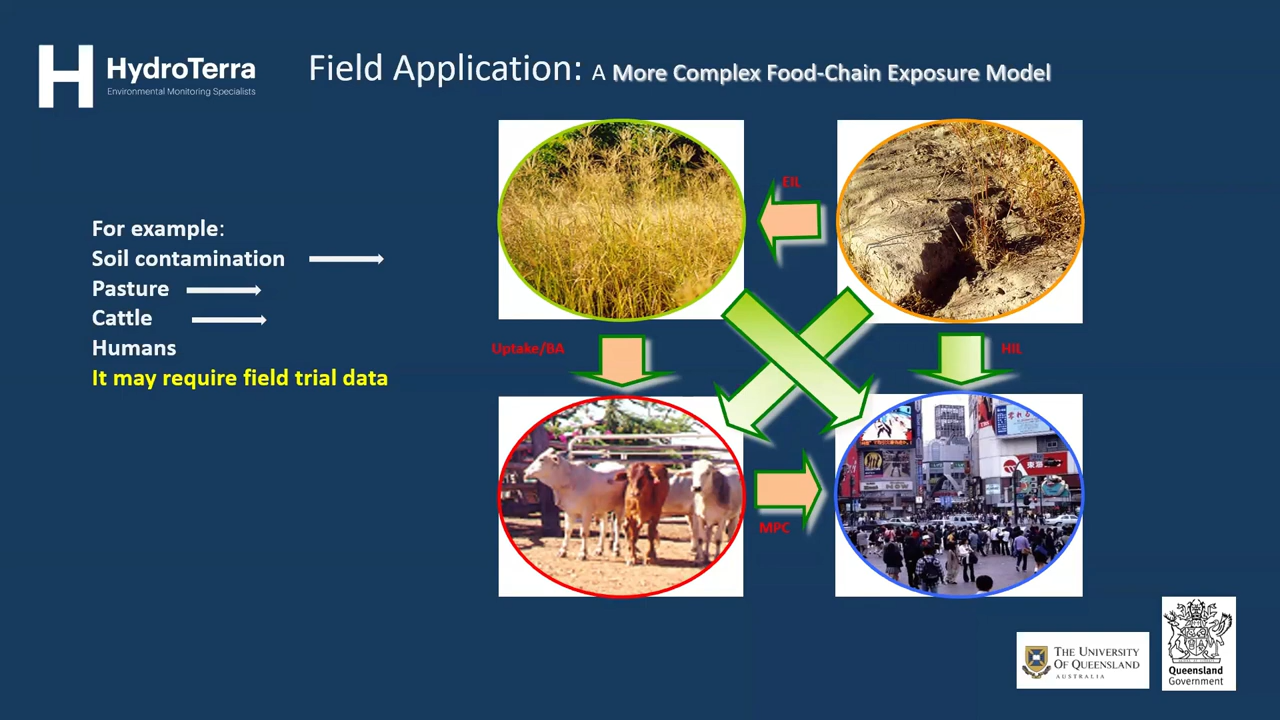 HydroTerra
Environmental Monitoring Specialists
Field Application: A More Complex Food-Chain Exposure Model
For example:
Soil contamination
Pasture
Cattle
Humans
It may require field trial data
EIL
Uptake/BA
HIL
MPC
THE UNIVERSITY
OF QUEENSLAND
AUSTRALIA
Queensland
Government